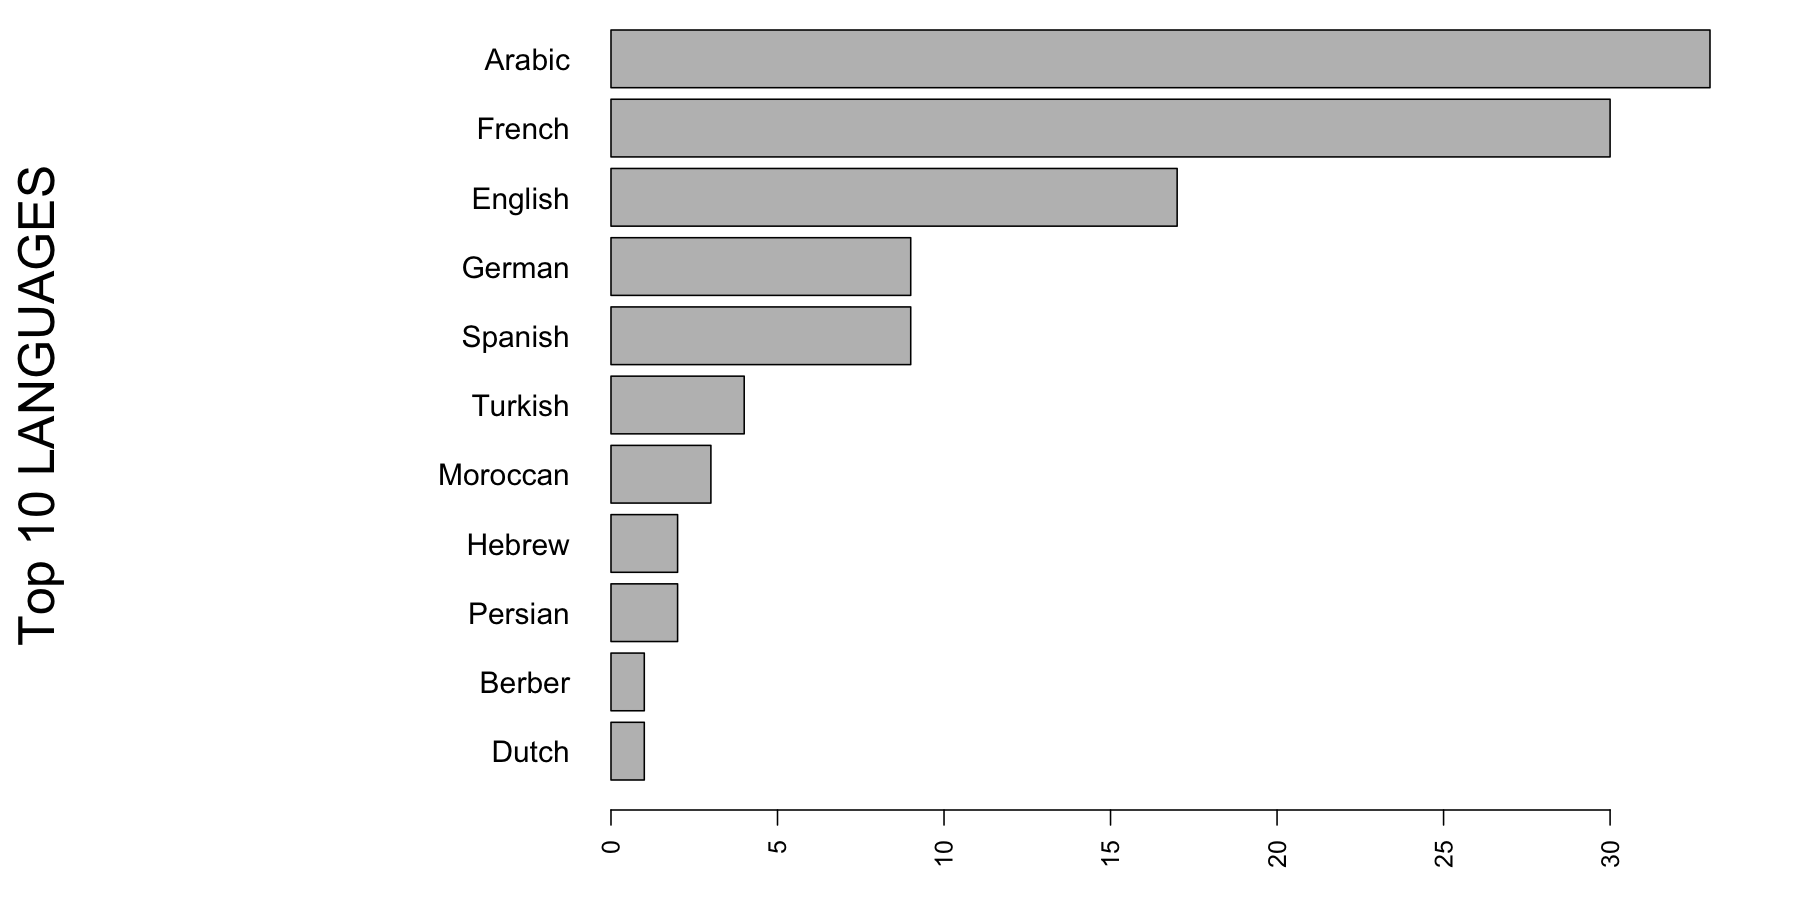 Top 10 LANGUAGES
Arabic
French
English
German
Spanish
Turkish
Moroccan
Hebrew
Persian
Berber
Dutch
0 5 10 15 20 25 30